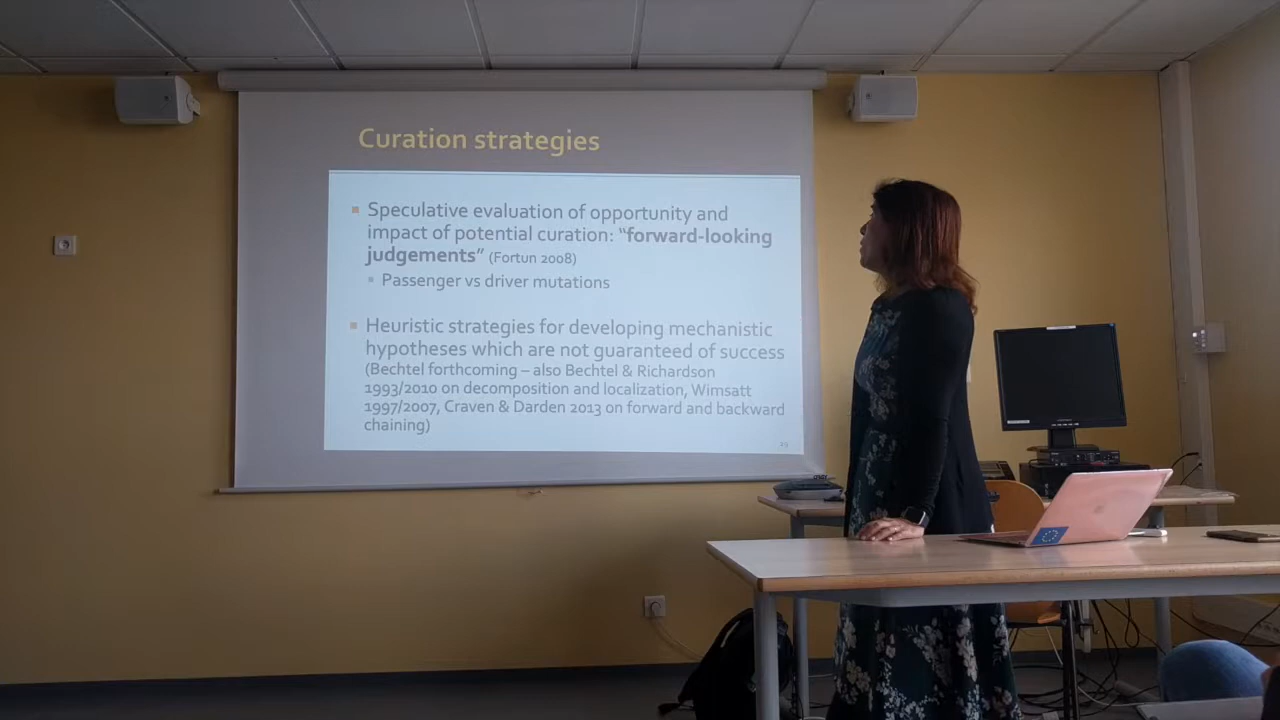 Curation strategies
Speculative evaluation of opportunity and
impact of potential curation: “forward-looking
judgements” (Fortun 2008)
Passenger vs driver mutations
Heuristic strategies for developing mechanistic
hypotheses which are not guaranteed of success
(Bechtel forthcoming – also Bechtel & Richardson
1993/2010 on decomposition and localization, Wimsatt
1997/2007, Craven & Darden 2013 on forward and backward
chaining)